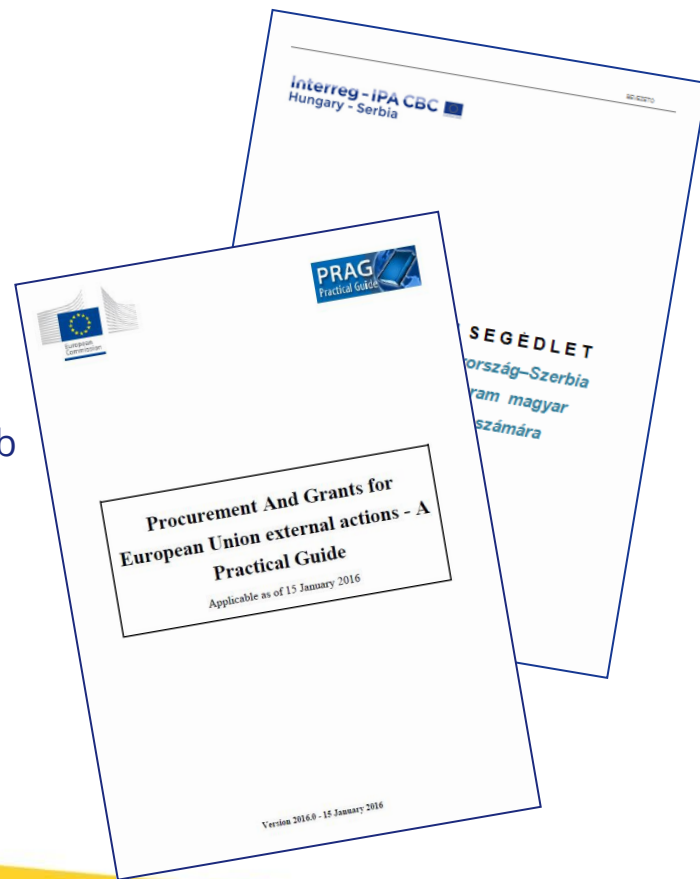 Interreg - IPA CBC
Hungary - Serbia
PRAG
Practical Guide
European
Commission
SEGÉDLET
ország–Szerbia
ram magyar
számára
b
Procurement And Grants for
European Union external actions - A
Practical Guide
Applicable as of 15 January 2016
Version 2016.0 - 15 January 2016